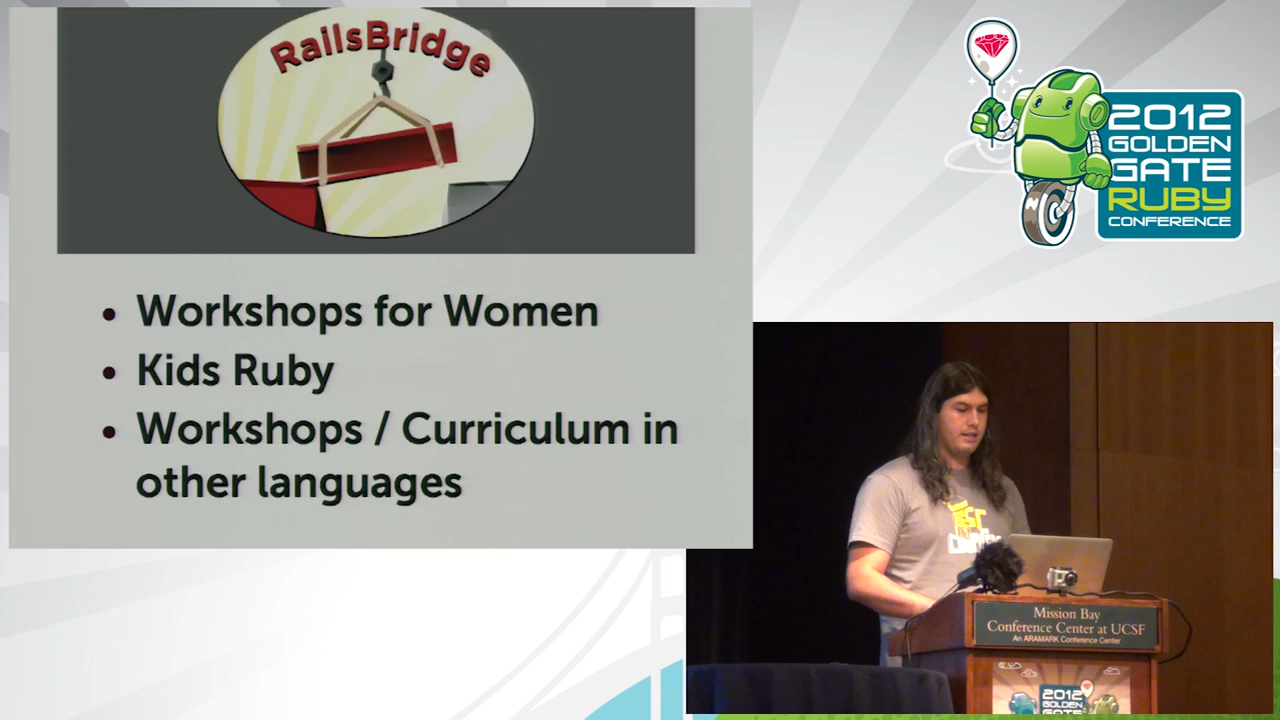 RailsBridge
• Workshops for Women
• Kids Ruby
• Workshops / Curriculum in
other languages
2012
GOLDEN
GATE
RUBY
CONFERENCE
Mission Bay
Conference Center at UCSF
An ARAMARK Conference Center
2012
GOLDEN